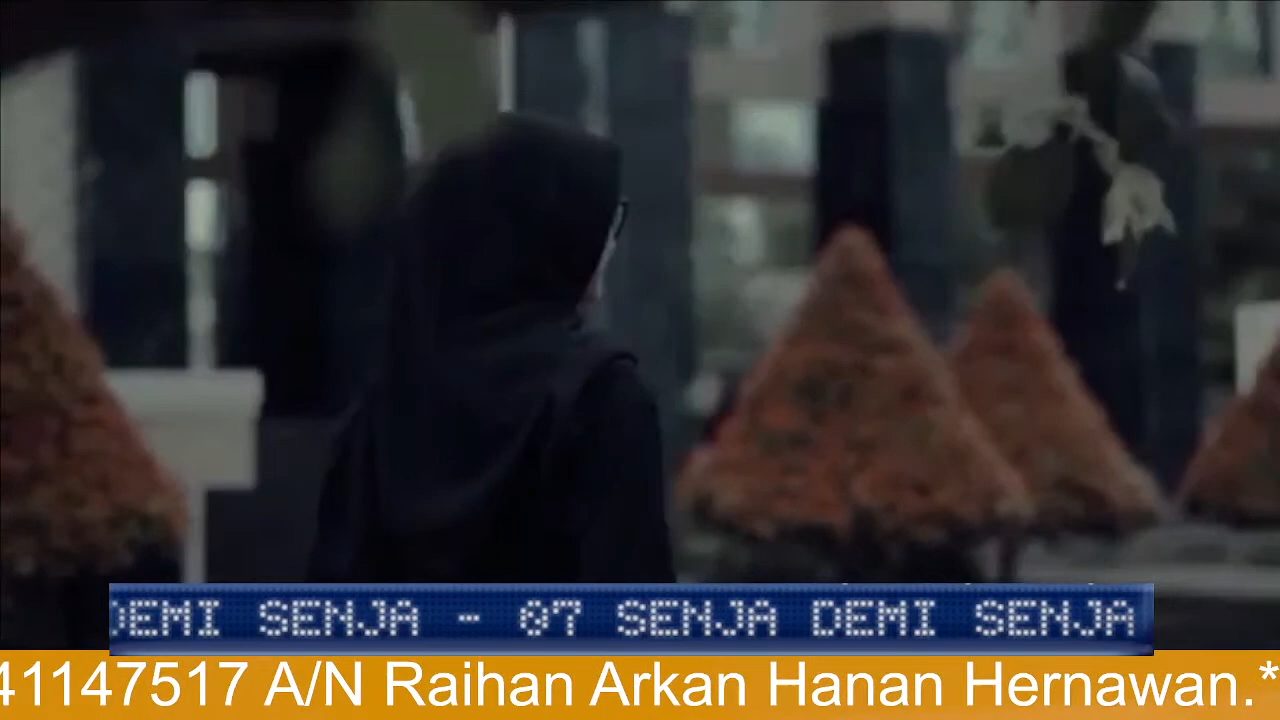 DEMI SENJA - 07 SENJA DEMI SENJA
41147517 A/N Raihan Arkan Hanan Hernawan.*